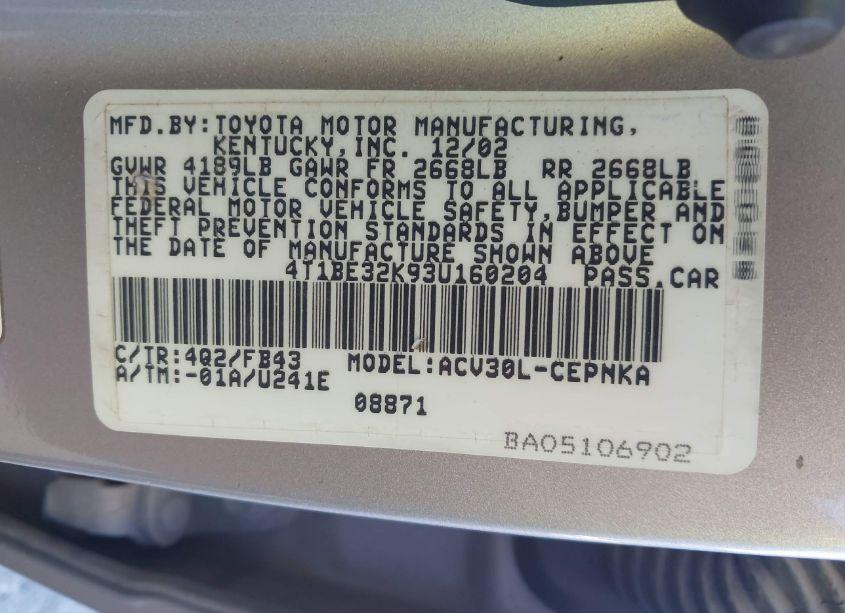 MFD.BY:TOYOTA MOTOR MANUFACTURING,
KENTUCKY,INC. 12/02
GVWR 4189LB GAWR FR 2668LB RR 2668LB
THIS VEHICLE CONFORMS TO ALL APPLICABLE
FEDERAL MOTOR VEHICLE SAFETY,BUMPER AND
THEFT PREVENTION STANDARDS IN EFFECT ON
THE DATE OF MANUFACTURE SHOWN ABOVE
4T1BE32K93U160204 PASS.CAR
C/TR:4Q2/FB43 MODEL:ACV30L-CEPNKA
A/TM:-01A/U241E
08871
BA05106902